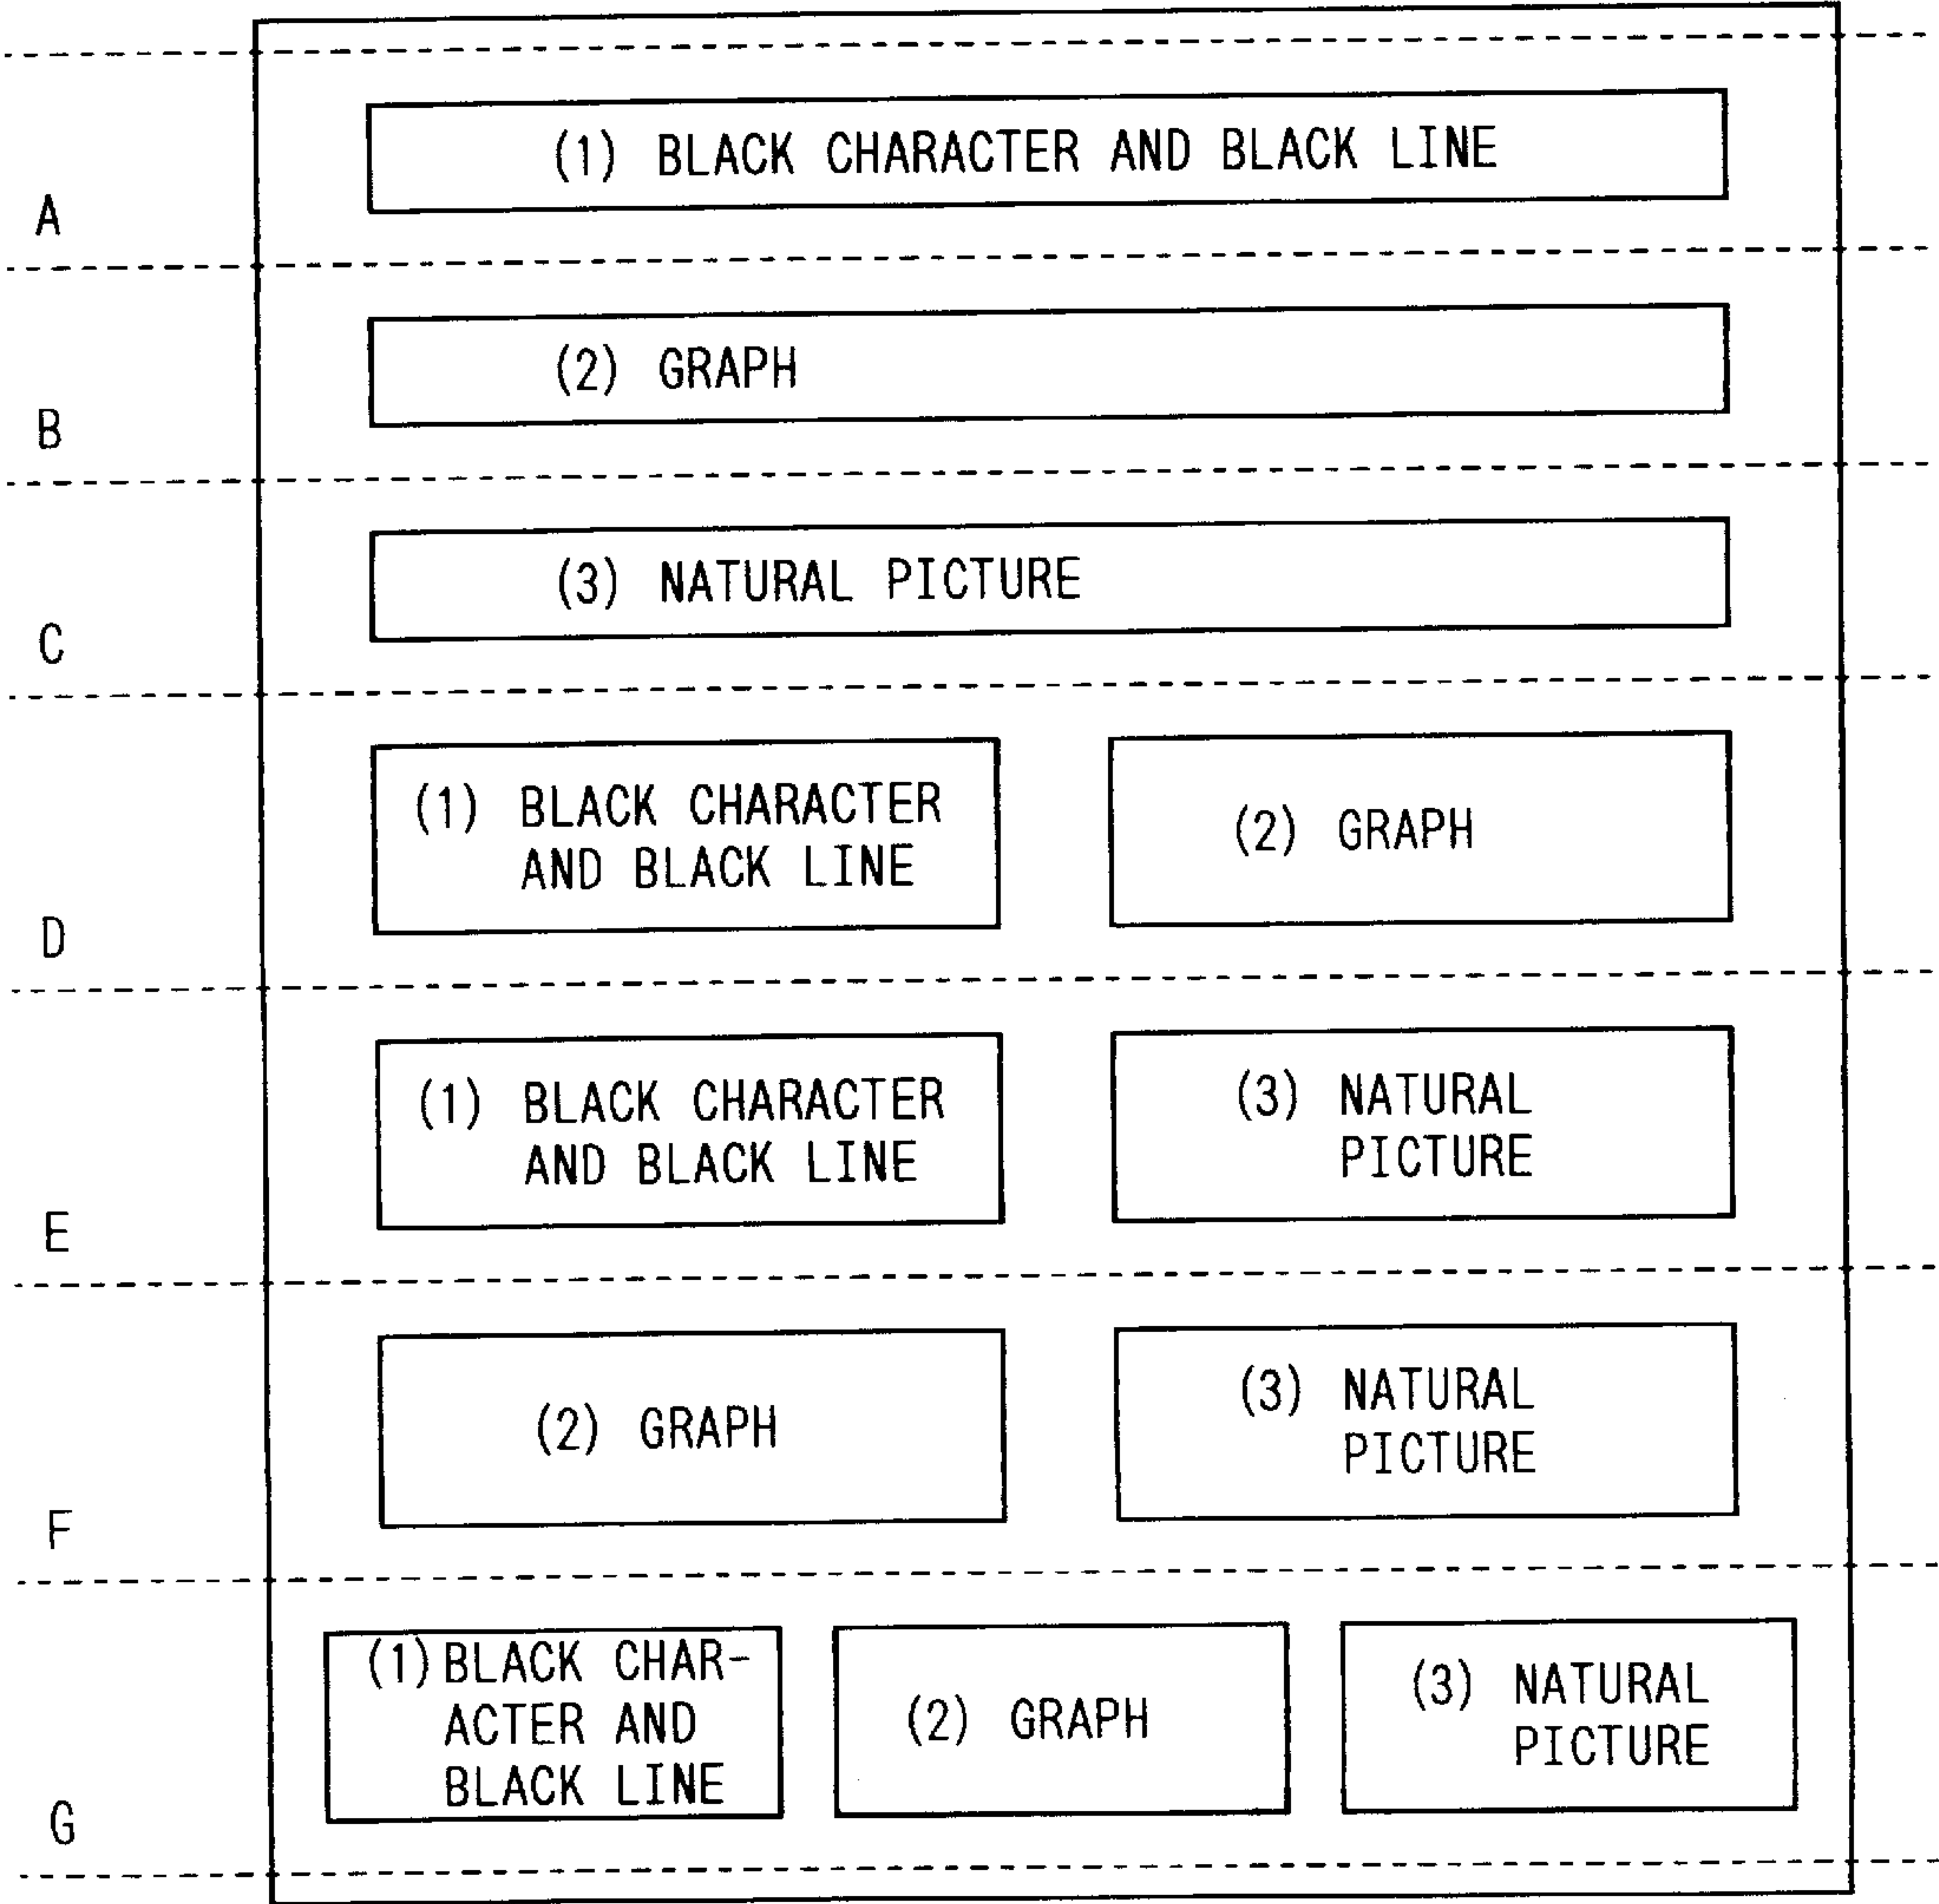 (1) BLACK CHARACTER AND BLACK LINE
A
(2) GRAPH
B
(3) NATURAL PICTURE
C
(1) BLACK CHARACTER
AND BLACK LINE
(2) GRAPH
D
(1) BLACK CHARACTER
AND BLACK LINE
(3) NATURAL
PICTURE
E
(2) GRAPH
(3) NATURAL
PICTURE
F
(1) BLACK CHAR-
ACTER AND
BLACK LINE
(2) GRAPH
(3) NATURAL
PICTURE
G